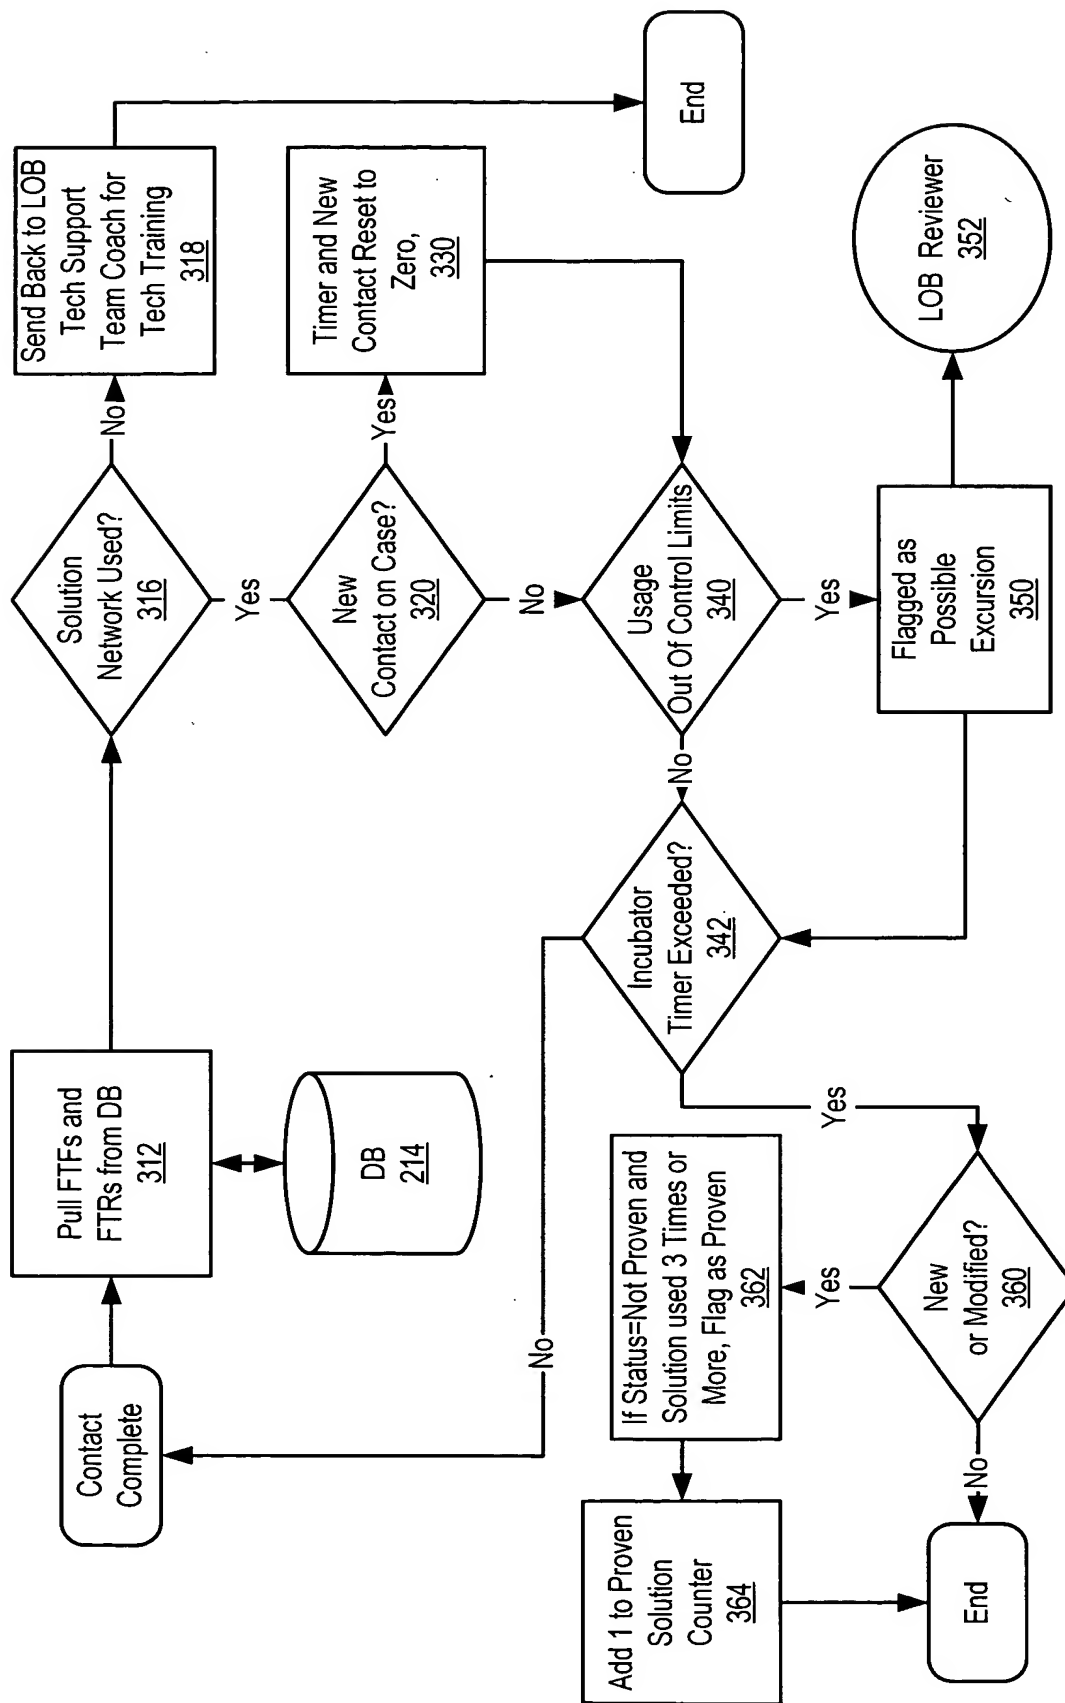 Contact
Complete
Pull FTFs and
FTRs from DB
312
DB
214
Solution
Network Used?
316
No
Send Back to LOB
Tech Support
Team Coach for
Tech Training
318
Yes
New
Contact on Case?
320
Yes
Timer and New
Contact Reset to
Zero,
330
End
No
Usage
Out Of Control Limits
340
No
Yes
Incubator
Timer Exceeded?
342
No
Flagged as
Possible
Excursion
350
LOB Reviewer
352
Yes
New
or Modified?
360
Yes
If Status=Not Proven and
Solution used 3 Times or
More, Flag as Proven
362
Add 1 to Proven
Solution
Counter
364
No
End